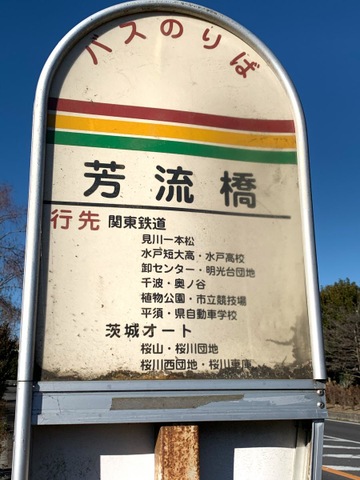 バスのりば
芳流橋
行先 関東鉄道
見川一本松
水戸短大高・水戸高校
卸センター・明光台団地
千波・奥ノ谷
植物公園・市立競技場
平須・県自動車学校
茨城オート
桜山・桜川団地
桜川西団地・桜川車庫